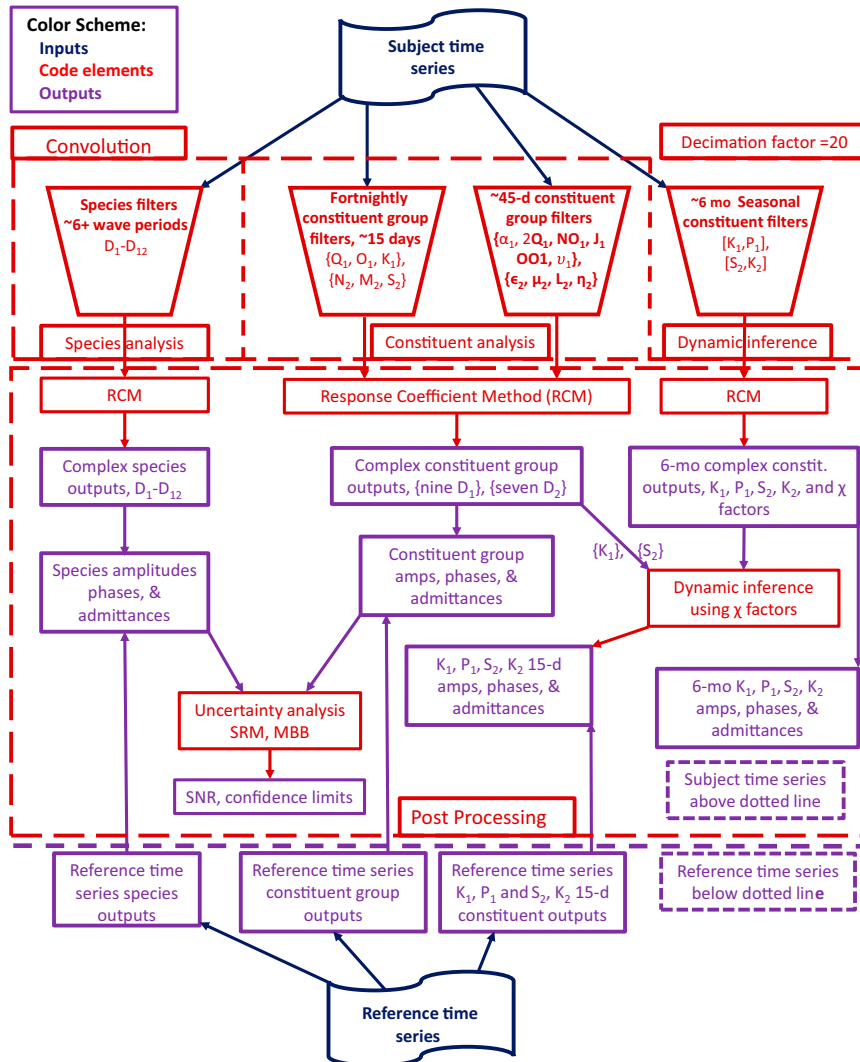 Color Scheme:
Inputs
Code elements
Outputs
Subject time
series
Convolution
Decimation factor =20
Species filters
~6+ wave periods
D₁-D₁₂
Fortnightly
constituent group
filters, ~15 days
{Q₁, O₁, K₁},
{N₂, M₂, S₂}
~45-d constituent
group filters
{α₁, 2Q₁, NO₁, J₁
OO1, υ₁},
{ϵ₂, μ₂, L₂, η₂}
~6 mo Seasonal
constituent filters
[K₁,P₁],
[S₂,K₂]
Species analysis
Constituent analysis
Dynamic inference
RCM
Response Coefficient Method (RCM)
RCM
Complex species
outputs, D₁-D₁₂
Complex constituent group
outputs, {nine D₁}, {seven D₂}
6-mo complex constit.
outputs, K₁, P₁, S₂, K₂, and χ
factors
{K₁}, {S₂}
Species amplitudes
phases, &
admittances
Constituent group
amps, phases, &
admittances
Dynamic inference
using χ factors
K₁, P₁, S₂, K₂ 15-d
amps, phases, &
admittances
6-mo K₁, P₁, S₂, K₂
amps, phases, &
admittances
Uncertainty analysis
SRM, MBB
SNR, confidence limits
Subject time series
above dotted line
Post Processing
Reference time
series species
outputs
Reference time series
constituent group
outputs
Reference time series
K₁, P₁ and S₂, K₂ 15-d
constituent outputs
Reference time series
below dotted line
Reference time
series